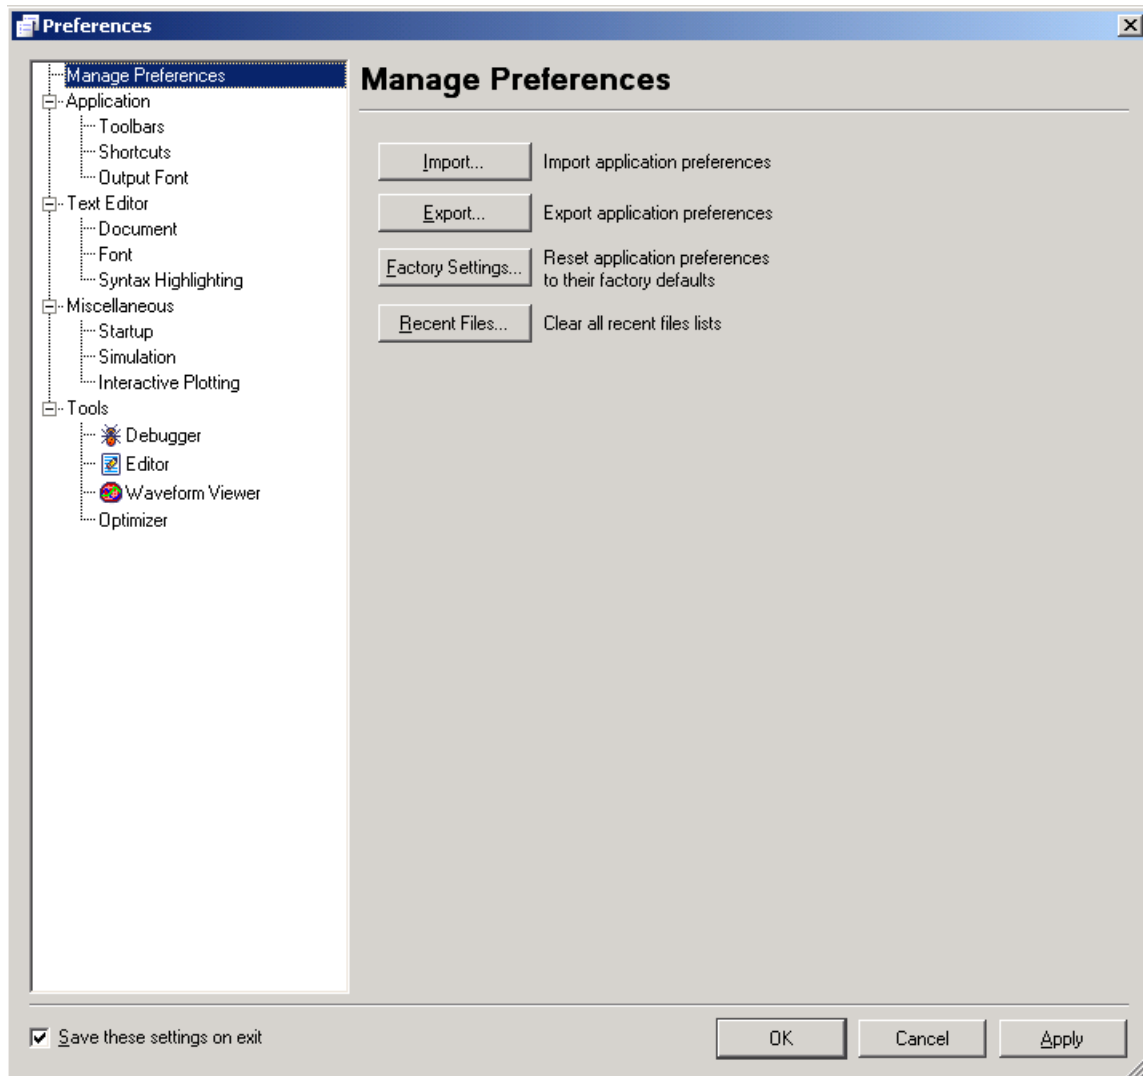 Preferences
Manage Preferences
Application
Toolbars
Shortcuts
Output Font
Text Editor
Document
Font
Syntax Highlighting
Miscellaneous
Startup
Simulation
Interactive Plotting
Tools
Debugger
Editor
Waveform Viewer
Optimizer
Manage Preferences
Import... Import application preferences
Export... Export application preferences
Factory Settings... Reset application preferences
to their factory defaults
Recent Files... Clear all recent files lists
Save these settings on exit
OK Cancel Apply